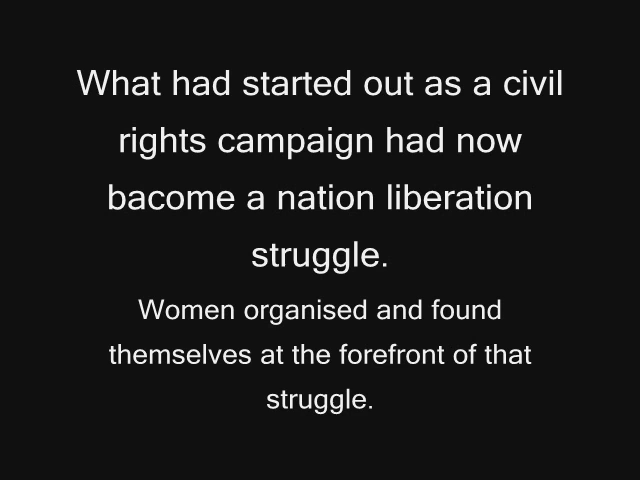 What had started out as a civil
rights campaign had now
bacome a nation liberation
struggle.
Women organised and found
themselves at the forefront of that
struggle.